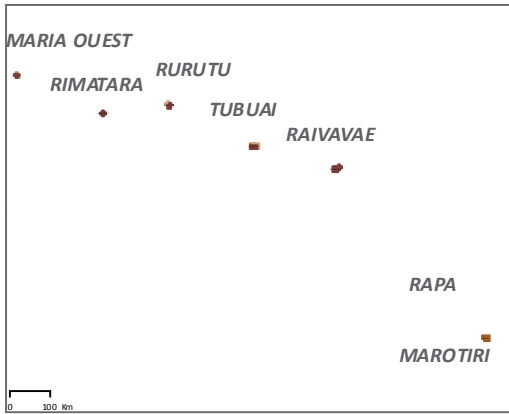 MARIA OUEST
RURUTU
RIMATARA
TUBUAI
RAIVAVAE
RAPA
MAROTIRI
0 100 Km